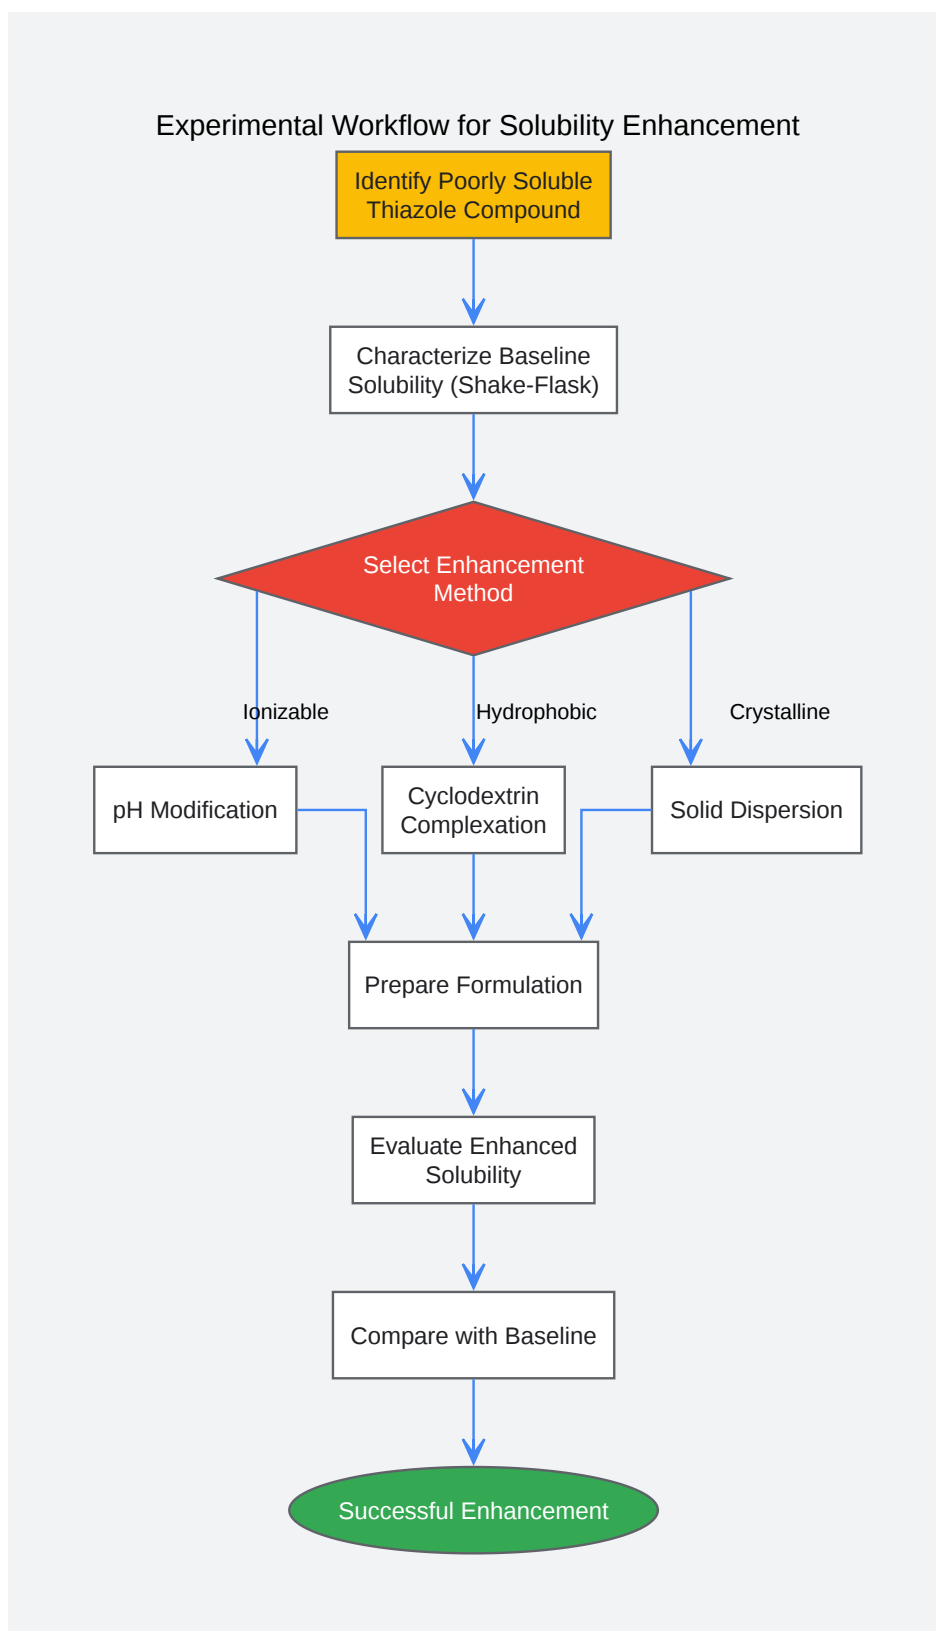 Experimental Workflow for Solubility Enhancement
Identify Poorly Soluble
Thiazole Compound
Characterize Baseline
Solubility (Shake-Flask)
Select Enhancement
Method
Ionizable
Hydrophobic
Crystalline
pH Modification
Cyclodextrin
Complexation
Solid Dispersion
Prepare Formulation
Evaluate Enhanced
Solubility
Compare with Baseline
Successful Enhancement